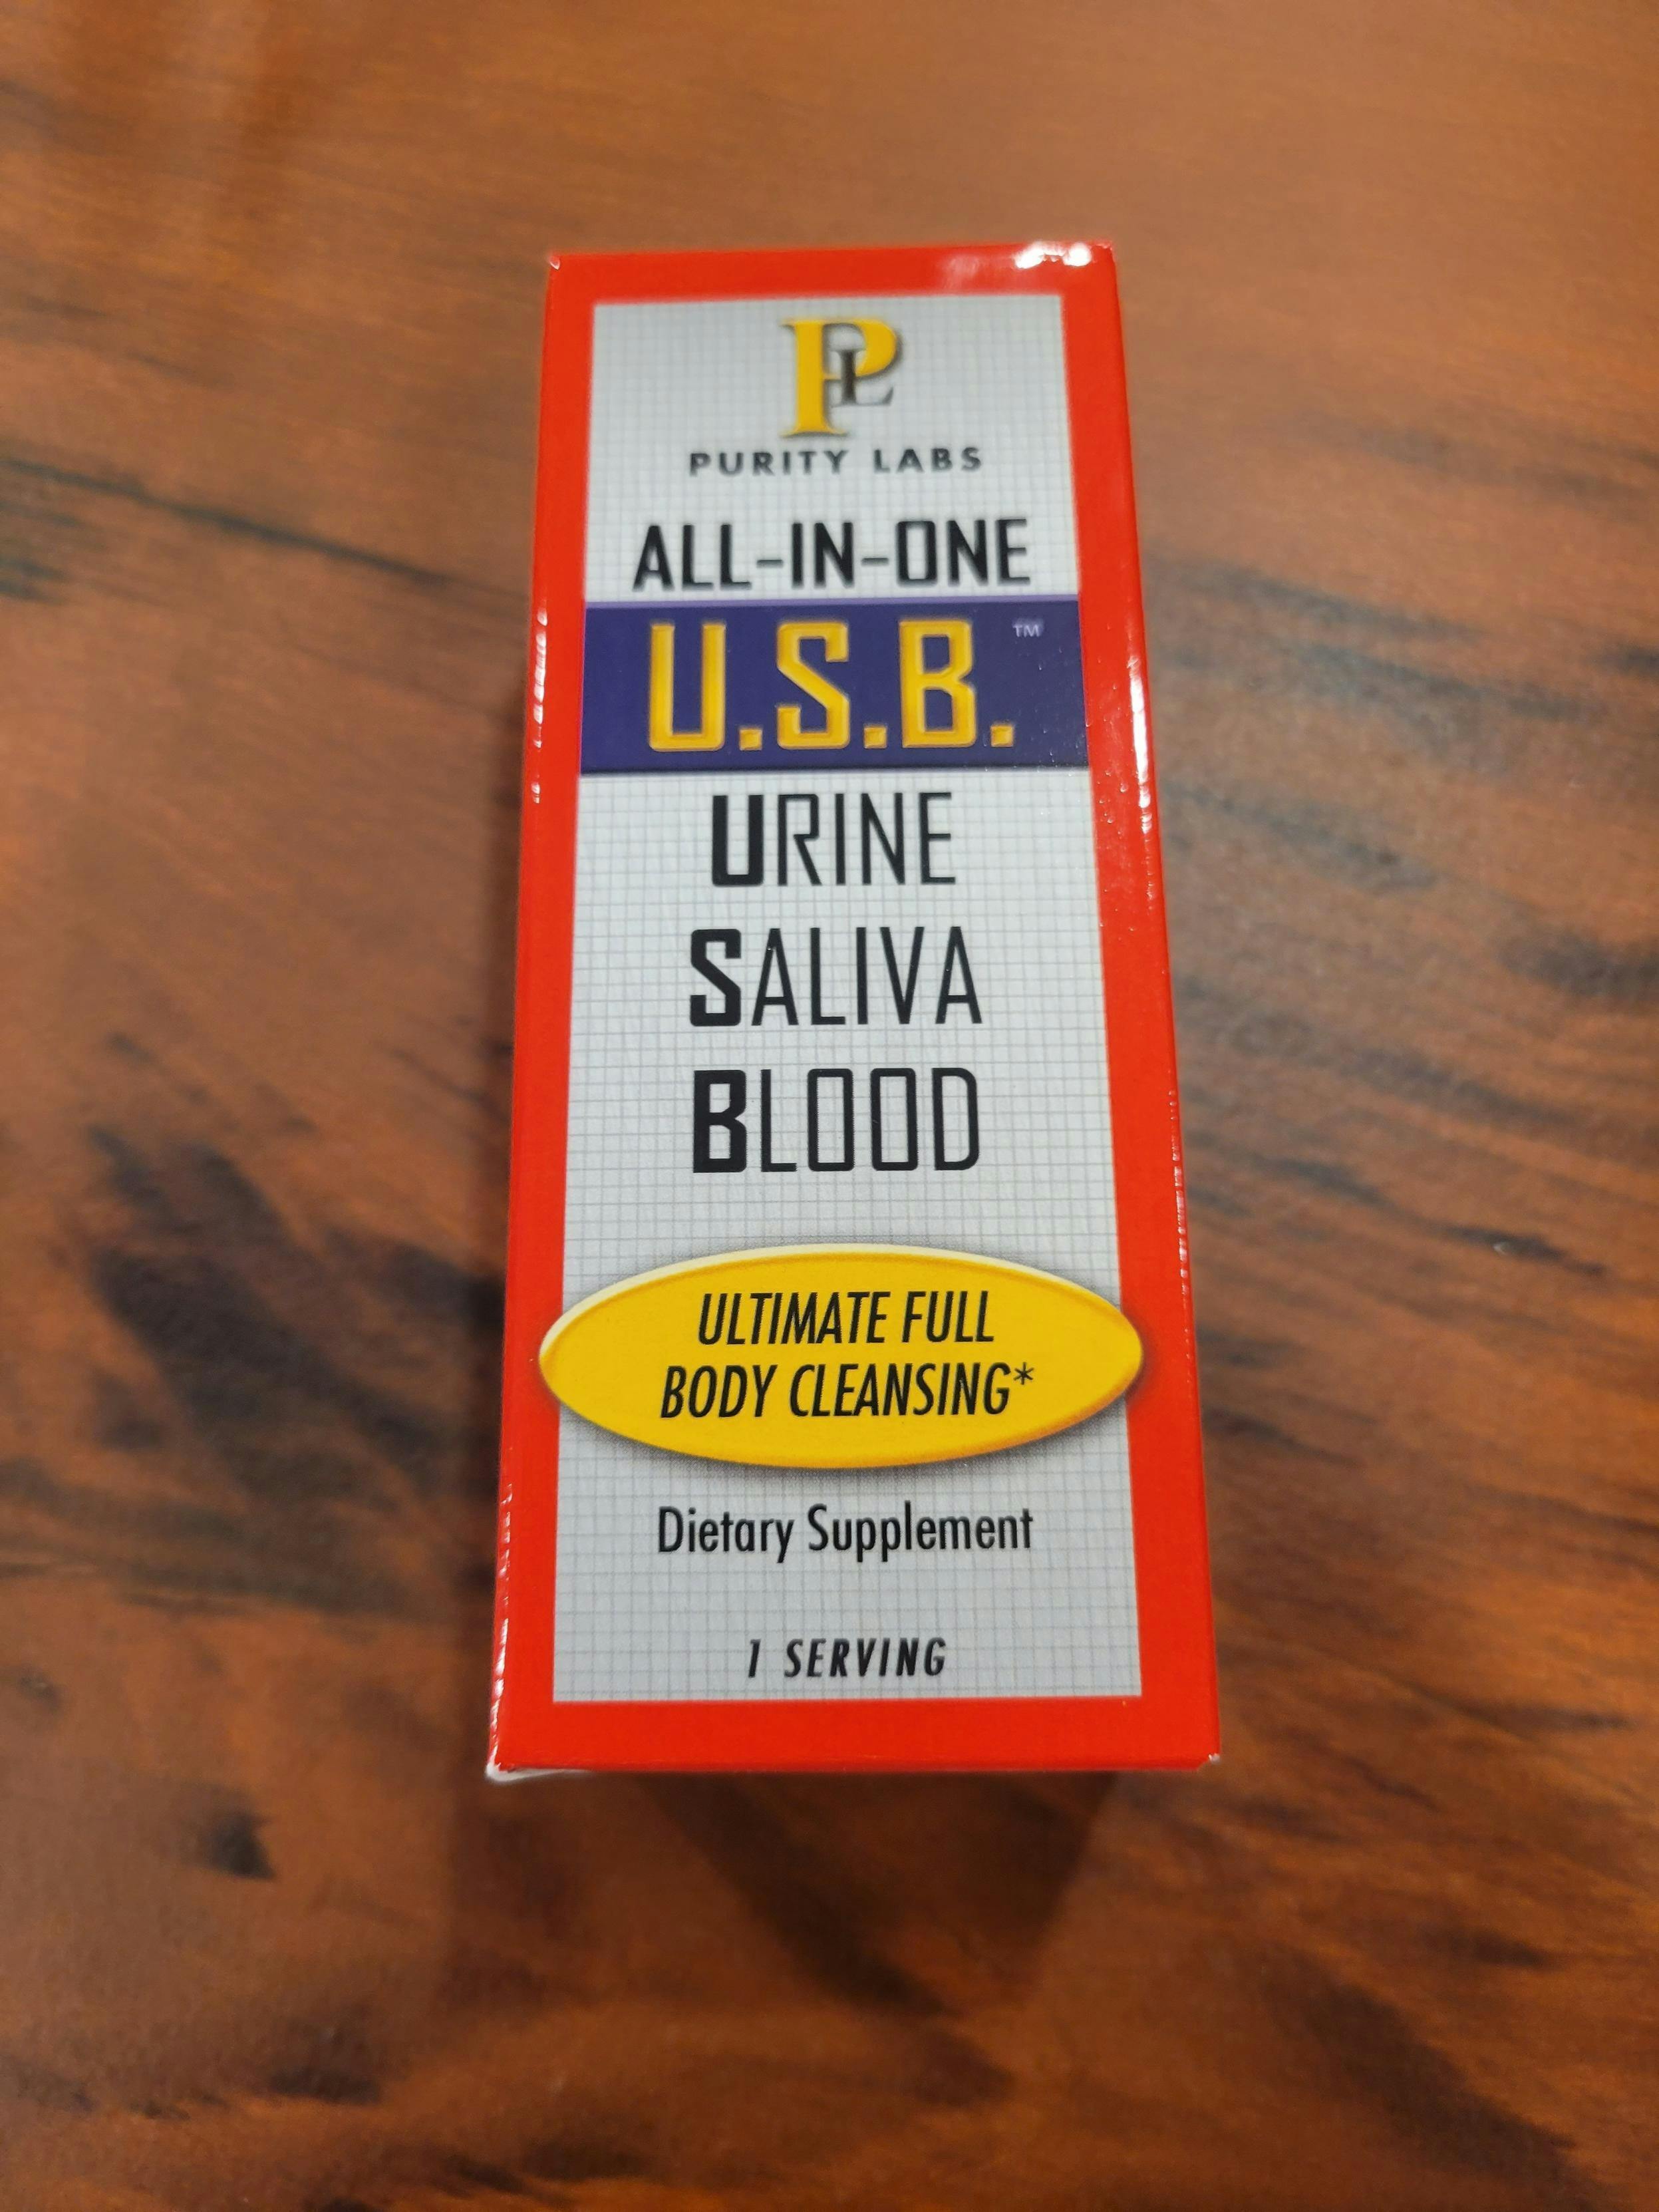 PL
PURITY LABS
ALL-IN-ONE
U.S.B.™
URINE
SALIVA
BLOOD
ULTIMATE FULL
BODY CLEANSING*
Dietary Supplement
1 SERVING